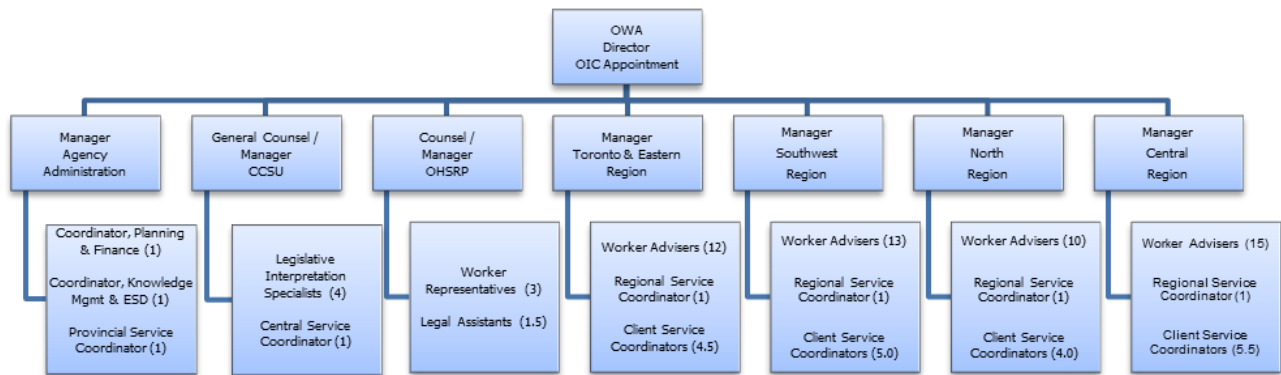 OWA
Director
OIC Appointment
Manager
Agency
Administration
General Counsel /
Manager
CCSU
Counsel /
Manager
OHSRP
Manager
Toronto & Eastern
Region
Manager
Southwest
Region
Manager
North
Region
Manager
Central
Region
Coordinator, Planning
& Finance (1)
Coordinator, Knowledge
Mgmt & ESD (1)
Provincial Service
Coordinator (1)
Legislative
Interpretation
Specialists (4)
Central Service
Coordinator (1)
Worker
Representatives (3)
Legal Assistants (1.5)
Worker Advisers (12)
Regional Service
Coordinator (1)
Client Service
Coordinators (4.5)
Worker Advisers (13)
Regional Service
Coordinator (1)
Client Service
Coordinators (5.0)
Worker Advisers (10)
Regional Service
Coordinator (1)
Client Service
Coordinators (4.0)
Worker Advisers (15)
Regional Service
Coordinator (1)
Client Service
Coordinators (5.5)